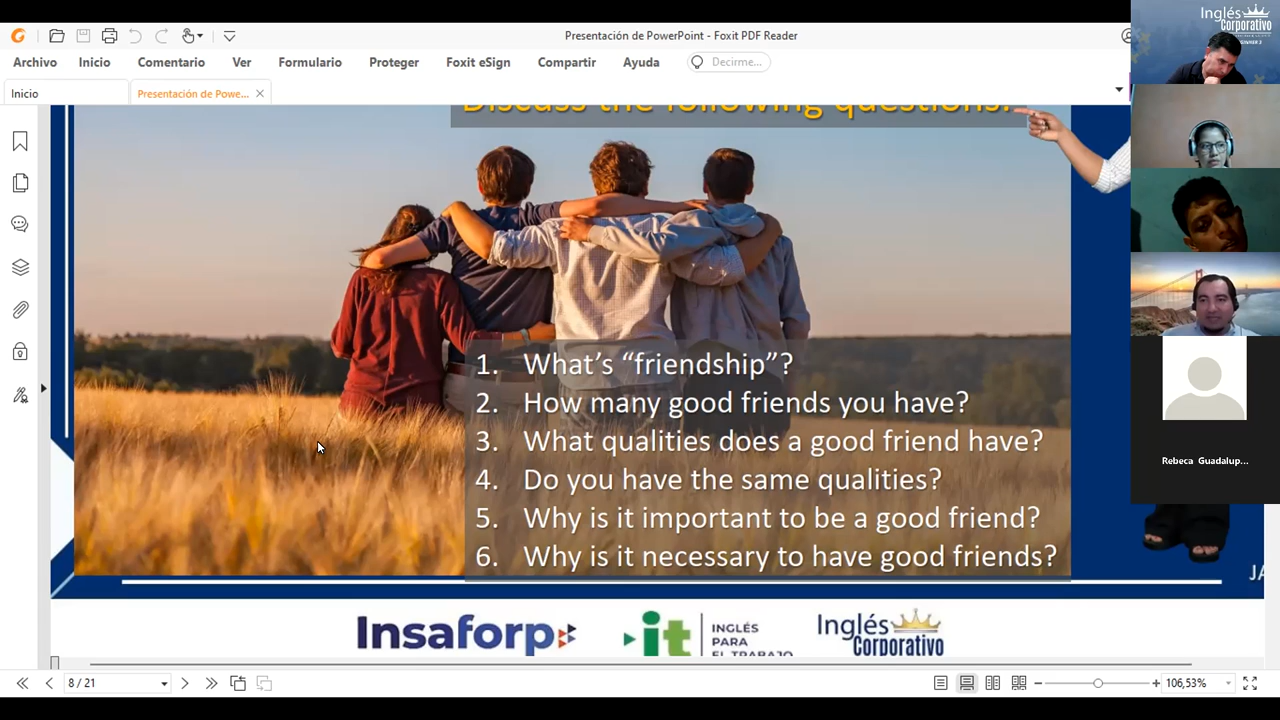 Presentación de PowerPoint - Foxit PDF Reader
Archivo Inicio Comentario Ver Formulario Proteger Foxit eSign Compartir Ayuda Decirme...
Inicio Presentación de Powe...
Discuss the following questions:
1. What's “friendship”?
2. How many good friends you have?
3. What qualities does a good friend have?
4. Do you have the same qualities?
5. Why is it important to be a good friend?
6. Why is it necessary to have good friends?
JA
Insaforp
it
INGLÉS
PARA
EL TRABAJO
Inglés
Corporativo
8 / 21
106,53%
Inglés
Corporativo
Rebeca Guadalup...